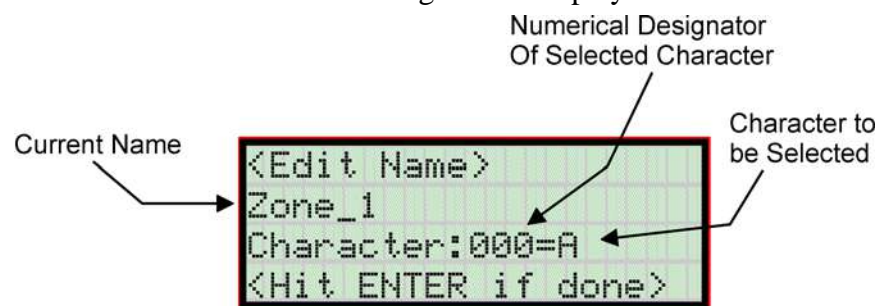 Numerical Designator
Of Selected Character
Current Name
Character to
be Selected
<Edit Name>
Zone_1
Character:000=A
<Hit ENTER if done>